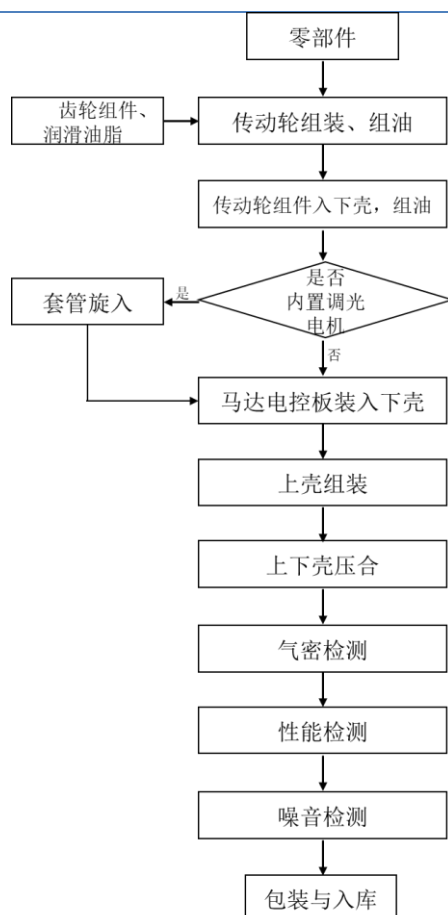 零部件
齿轮组件、
润滑油脂
传动轮组装、组油
传动轮组件入下壳，组油
是否
内置调光
电机
是
套管旋入
否
马达电控板装入下壳
上壳组装
上下壳压合
气密检测
性能检测
噪音检测
包装与入库